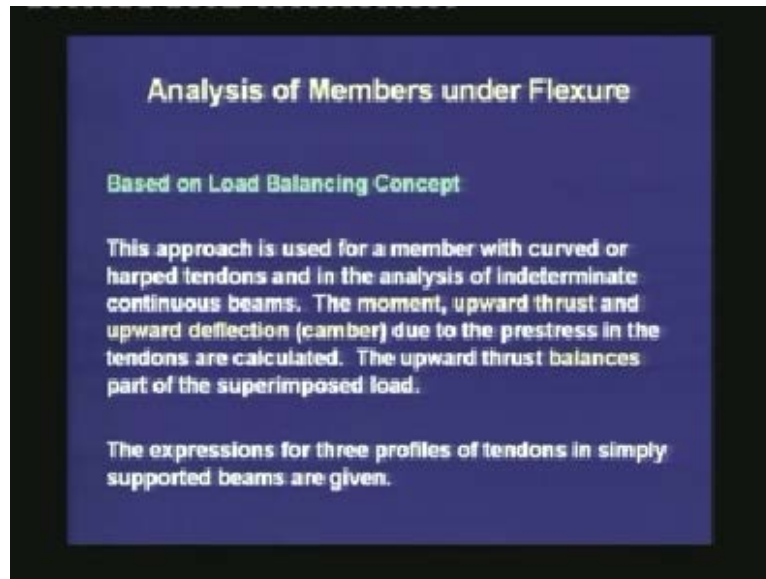 Analysis of Members under Flexure
Based on Load Balancing Concept
This approach is used for a member with curved or
harped tendons and in the analysis of indeterminate
continuous beams. The moment, upward thrust and
upward deflection (camber) due to the prestress in the
tendons are calculated. The upward thrust balances
part of the superimposed load.
The expressions for three profiles of tendons in simply
supported beams are given.